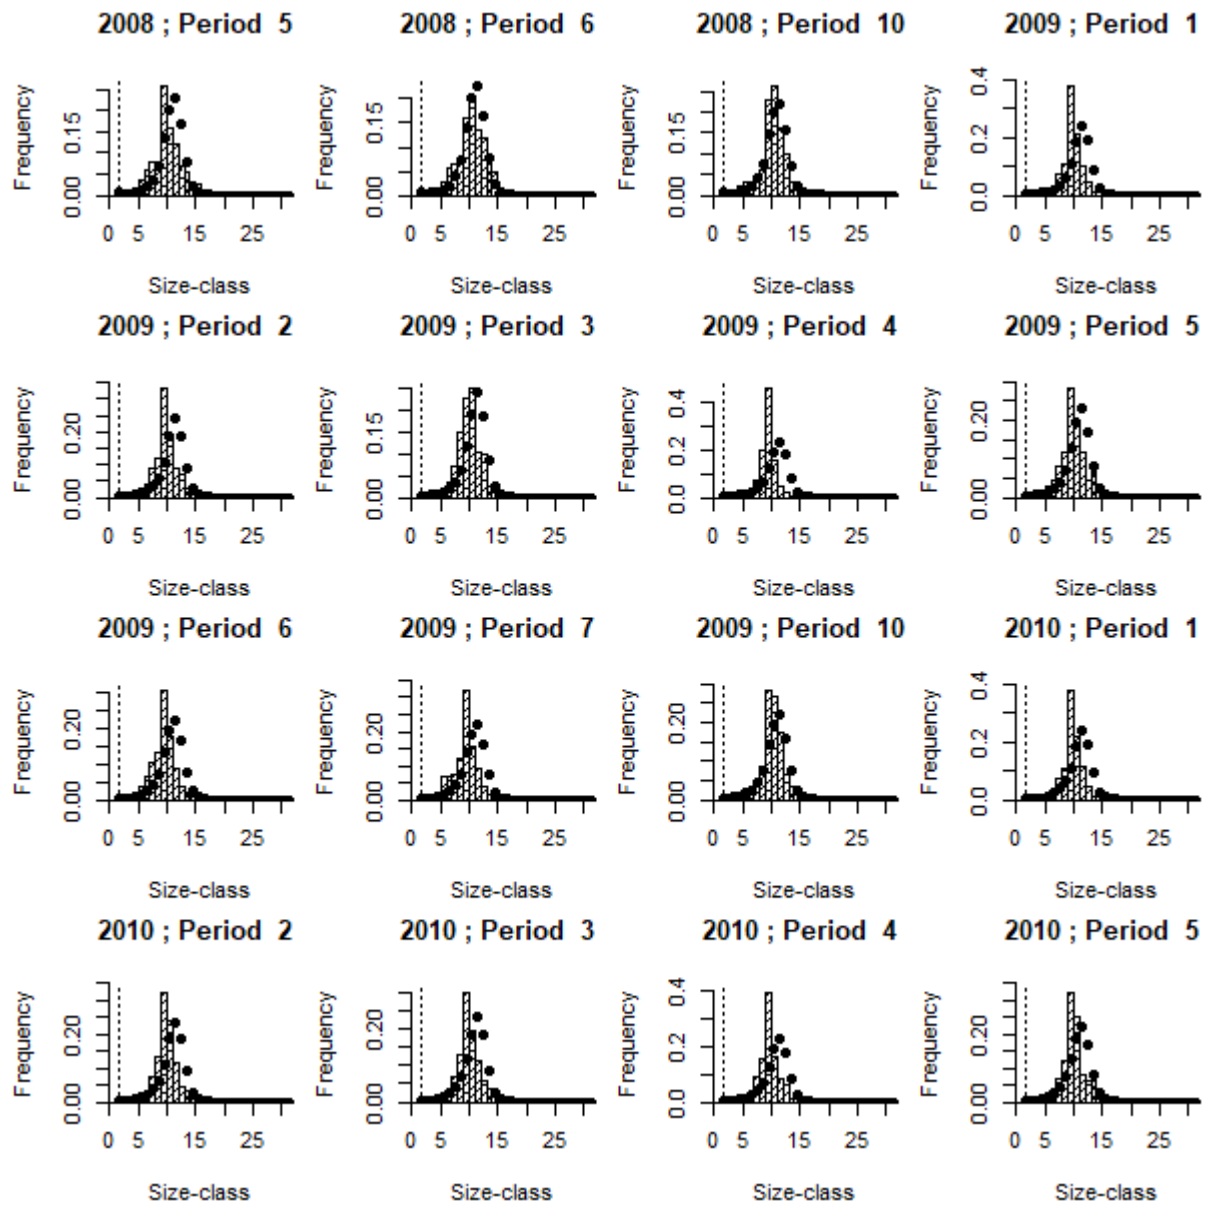 2008 ; Period 5
2008 ; Period 6
2008 ; Period 10
2009 ; Period 1
Frequency
0.00 0.15
0 5 15 25
Size-class
Frequency
0.00 0.15
0 5 15 25
Size-class
Frequency
0.00 0.15
0 5 15 25
Size-class
Frequency
0.0 0.2 0.4
0 5 15 25
Size-class
2009 ; Period 2
2009 ; Period 3
2009 ; Period 4
2009 ; Period 5
Frequency
0.00 0.20
0 5 15 25
Size-class
Frequency
0.00 0.15
0 5 15 25
Size-class
Frequency
0.0 0.2 0.4
0 5 15 25
Size-class
Frequency
0.00 0.20
0 5 15 25
Size-class
2009 ; Period 6
2009 ; Period 7
2009 ; Period 10
2010 ; Period 1
Frequency
0.00 0.20
0 5 15 25
Size-class
Frequency
0.00 0.20
0 5 15 25
Size-class
Frequency
0.00 0.20
0 5 15 25
Size-class
Frequency
0.0 0.2 0.4
0 5 15 25
Size-class
2010 ; Period 2
2010 ; Period 3
2010 ; Period 4
2010 ; Period 5
Frequency
0.00 0.20
0 5 15 25
Size-class
Frequency
0.00 0.20
0 5 15 25
Size-class
Frequency
0.0 0.2 0.4
0 5 15 25
Size-class
Frequency
0.00 0.20
0 5 15 25
Size-class